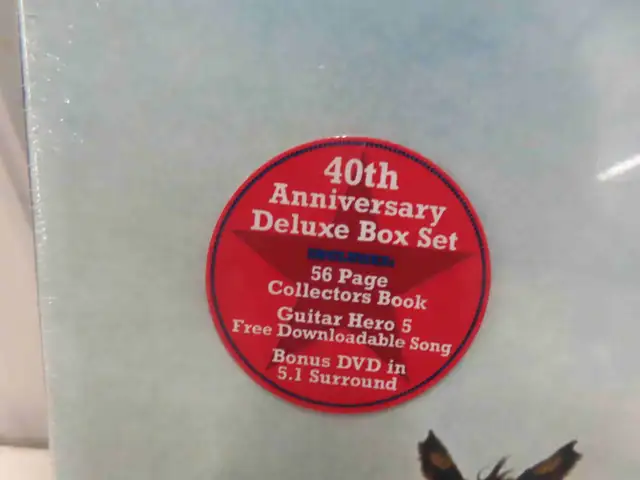 40th
Anniversary
Deluxe Box Set
56 Page
Collectors Book
Guitar Hero 5
Free Downloadable Song
Bonus DVD in
5.1 Surround